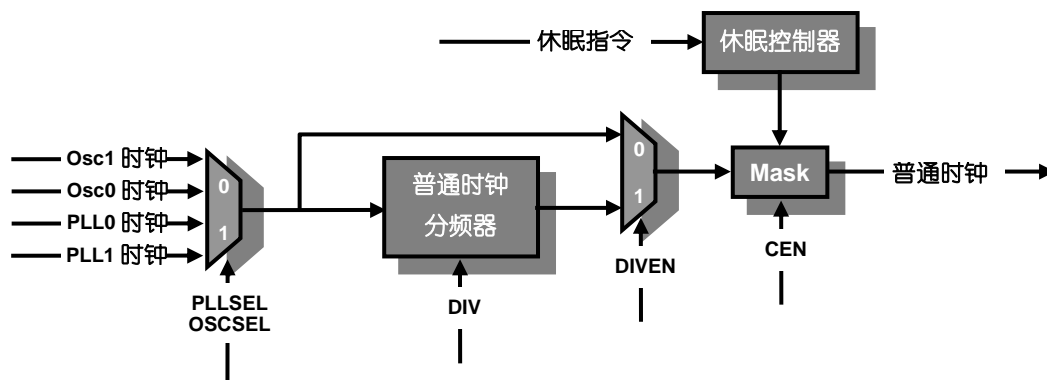 休眠指令
休眠控制器
Osc1 时钟
Osc0 时钟
PLL0 时钟
PLL1 时钟
0
1
PLLSEL
OSCSEL
普通时钟
分频器
DIV
0
1
DIVEN
Mask
CEN
普通时钟